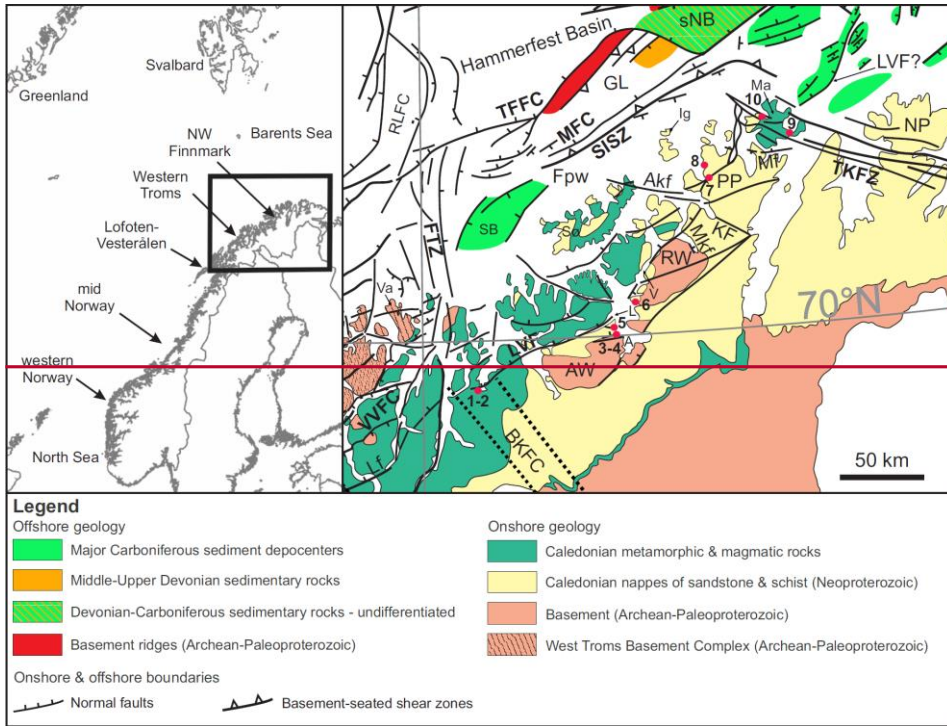 Greenland
Svalbard
Barents Sea
NW
Finnmark
Western
Troms
Lofoten-
Vesterålen
mid
Norway
western
Norway
North Sea
Hammerfest Basin
sNB
GL
LVF?
RLFC
TFFC
MFC
SISZ
Ig
Ma
10
9
NP
Mf
TKFZ
8
PP
7
Fpw
Akf
SB
So
FTZ
KF
Mkf
RW
Va
V
L
6
70°N
5
3-4
A
Lvf
AW
VVFC
1-2
Lf
BKFC
50 km
Legend
Offshore geology
Major Carboniferous sediment depocenters
Middle-Upper Devonian sedimentary rocks
Devonian-Carboniferous sedimentary rocks - undifferentiated
Basement ridges (Archean-Paleoproterozoic)
Onshore geology
Caledonian metamorphic & magmatic rocks
Caledonian nappes of sandstone & schist (Neoproterozoic)
Basement (Archean-Paleoproterozoic)
West Troms Basement Complex (Archean-Paleoproterozoic)
Onshore & offshore boundaries
Normal faults
Basement-seated shear zones